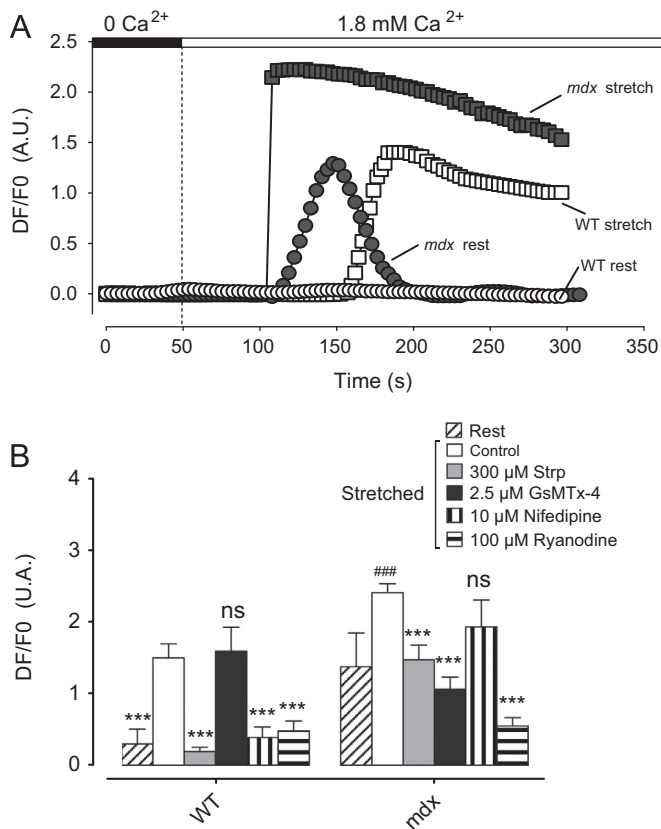 A
0 Ca²⁺
1.8 mM Ca²⁺
2.5
2.0
1.5
1.0
0.5
0.0
DF/F0 (A.U.)
mdx stretch
WT stretch
mdx rest
WT rest
0 50 100 150 200 250 300 350
Time (s)
B
Rest
Control
300 µM Strp
2.5 µM GsMTx-4
10 µM Nifedipine
100 µM Ryanodine
Stretched
4
3
2
1
0
DF/F0 (U.A.)
*** *** ns *** ***
### *** *** ns ***
WT
mdx